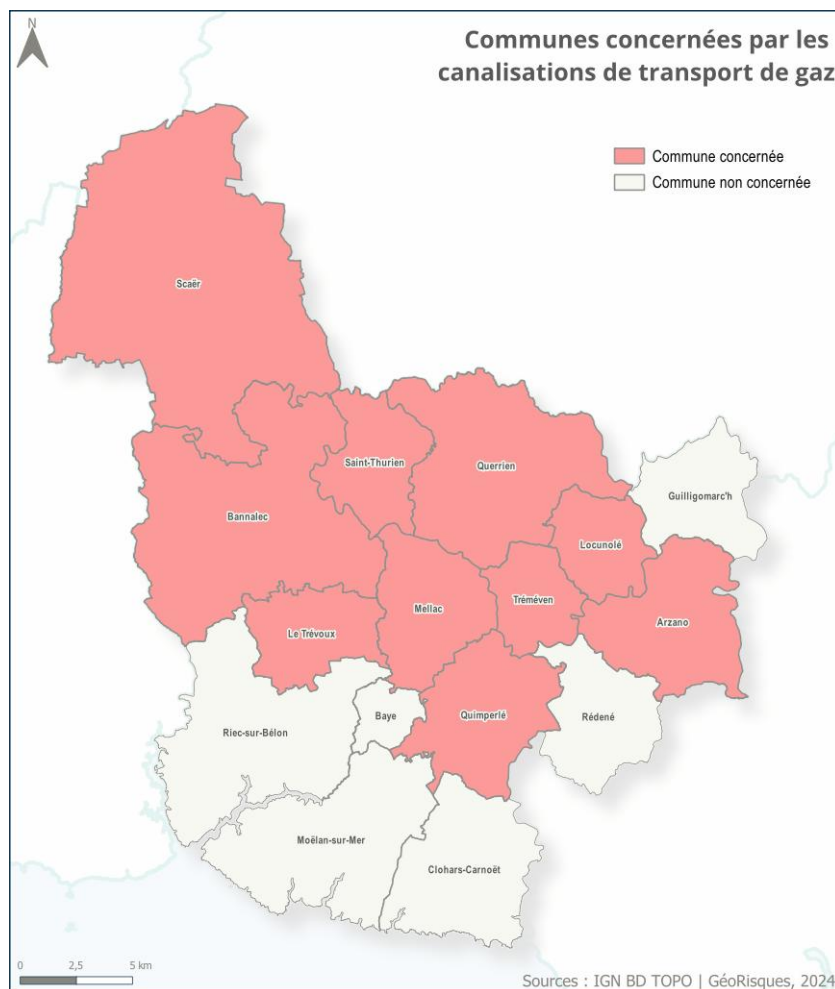 N
Communes concernées par les
canalisations de transport de gaz
Commune concernée
Commune non concernée
Scaër
Saint-Thurien
Querrien
Guilligomarc'h
Bannalec
Locunolé
Mellac
Tréméven
Arzano
Le Trévoux
Riec-sur-Bélon
Baye
Quimperlé
Rédené
Moëlan-sur-Mer
Clohars-Carnoët
0 2,5 5 km
Sources : IGN BD TOPO | GéoRisques, 2024